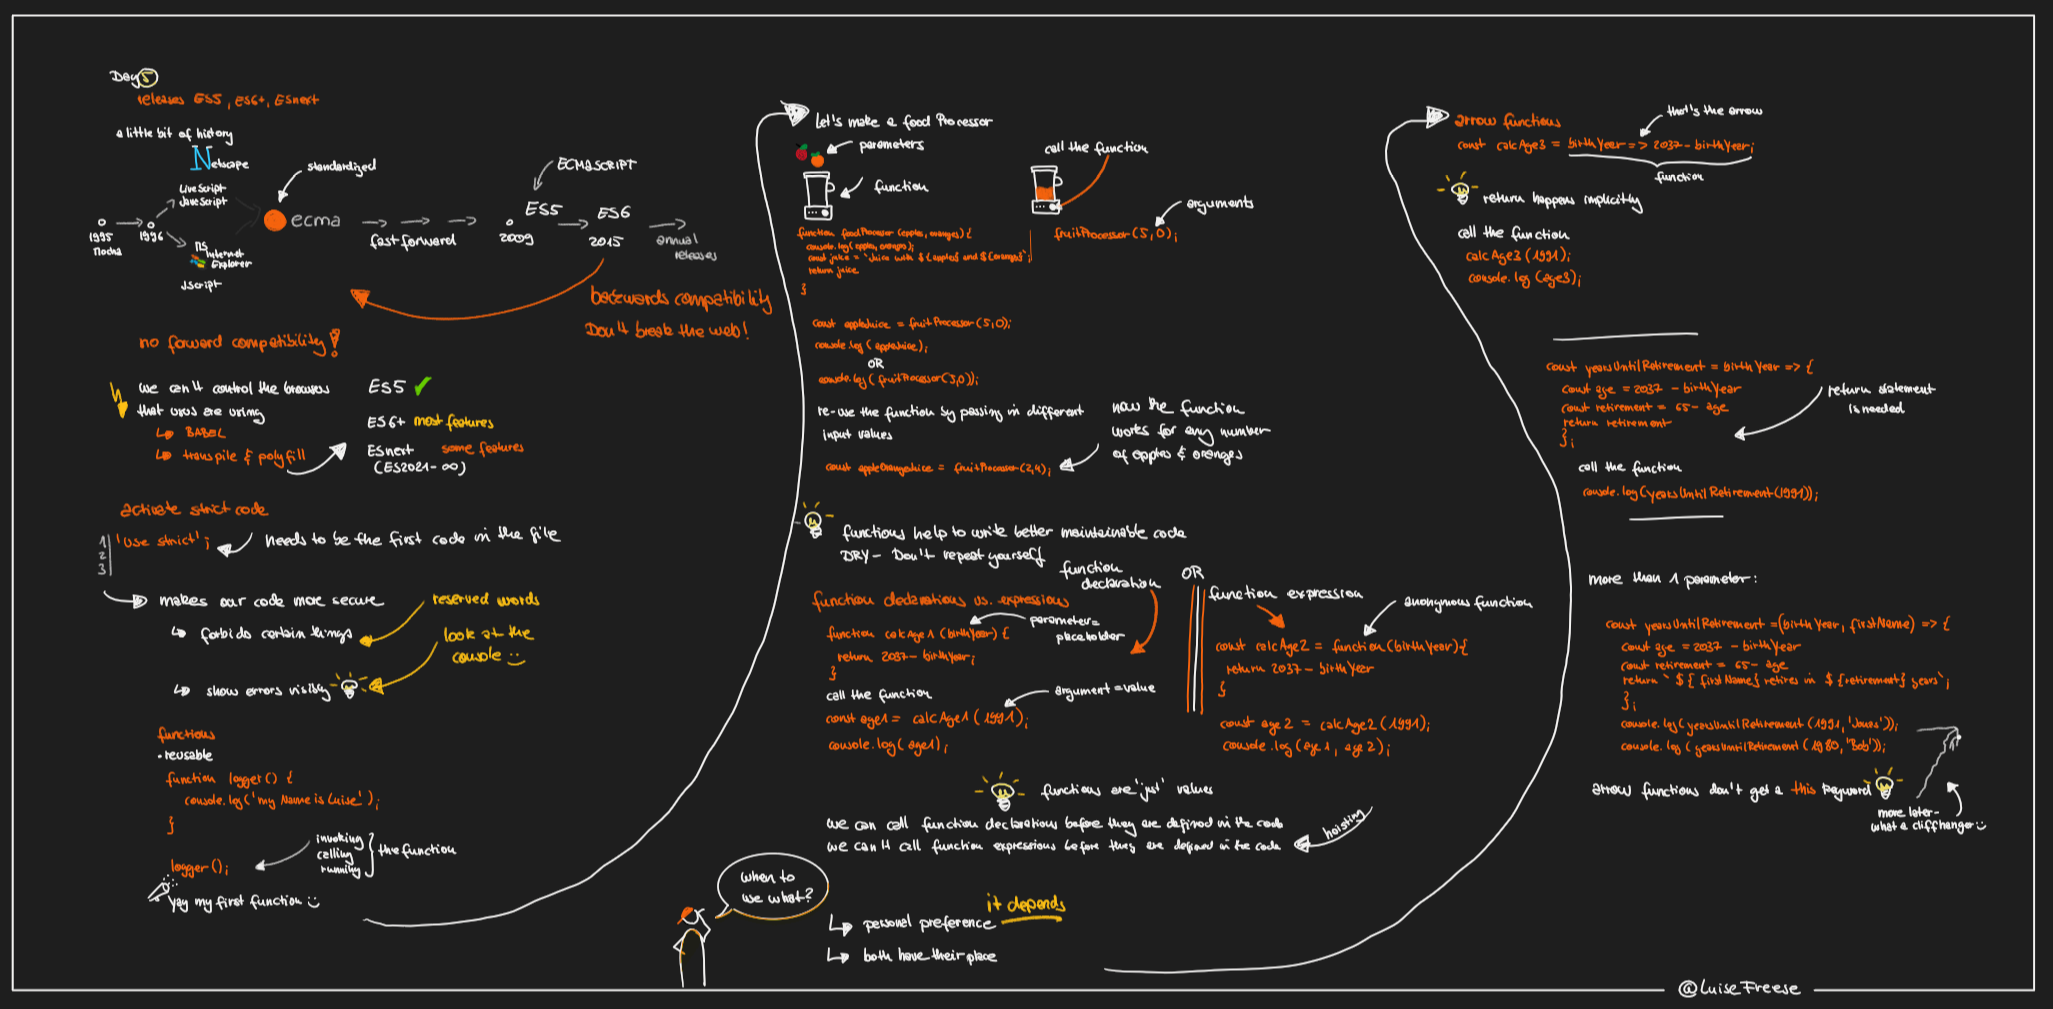 Day 5
releases ES5, ES6+, ESnext
a little bit of history
Netscape
standardized
LiveScript
JavaScript
1995
Mocha
1996
ecma
MS
Internet
Explorer
JScript
fast forward
ECMASCRIPT
ES5
2009
ES6
2015
annual
releases
backwards compatibility
Don't break the web!
no forward compatibility!
we can't control the browsers
that users are using
BABEL
transpile & polyfill
ES5
ES6+ most features
ESnext some features
(ES2021-∞)
activate strict code
1 'use strict';
2
3
needs to be the first code in the file
makes our code more secure
forbids certain things
reserved words
show errors visibly
look at the
console :)
functions
· reusable
function logger() {
console.log('my Name is Luise');
}
logger();
invoking
calling
running
} the function
Yay my first function :)
Let's make a food Processor
parameters
function
function foodProcessor (apples, oranges) {
console.log(apples, oranges);
const juice = `Juice with ${apples} and ${oranges}`;
return juice
}
call the function
arguments
fruitProcessor(5,0);
const appleJuice = fruitProcessor(5,0);
console.log(appleJuice);
OR
console.log(fruitProcessor(5,0));
re-use the function by passing in different
input values
const appleOrangeJuice = fruitProcessor(2,4);
now the function
works for any number
of apples & oranges
functions help to write better maintainable code
DRY - Don't repeat yourself
function declarations vs. expressions
function
declaration
function calcAge1 (birthYear) {
return 2037 - birthYear;
}
parameter=
placeholder
call the function
argument=value
const age1 = calcAge1(1991);
console.log(age1);
OR
function expression
anonymous function
const calcAge2 = function(birthYear){
return 2037 - birthYear
}
const age2 = calcAge2(1991);
console.log(age1, age2);
functions are 'just' values
we can call function declarations before they are defined in the code
we can't call function expressions before they are defined in the code
hoisting
when to
use what?
it depends
personal preference
both have their place
arrow functions
that's the arrow
const calcAge3 = birthYear => 2037 - birthYear;
function
return happens implicitly
call the function
calcAge3(1991);
console.log(age3);
const yearsUntilRetirement = birthYear => {
const age = 2037 - birthYear
const retirement = 65 - age
return retirement
};
return statement
is needed
call the function
console.log(yearsUntilRetirement(1991));
more than 1 parameter:
const yearsUntilRetirement =(birthYear, firstName) => {
const age = 2037 - birthYear
const retirement = 65 - age
return `${firstName} retires in ${retirement} years`;
};
console.log(yearsUntilRetirement(1991, 'Jonas'));
console.log(yearsUntilRetirement(1980, 'Bob'));
arrow functions don't get a this keyword
more later-
what a cliffhanger :)
@LuiseFreese